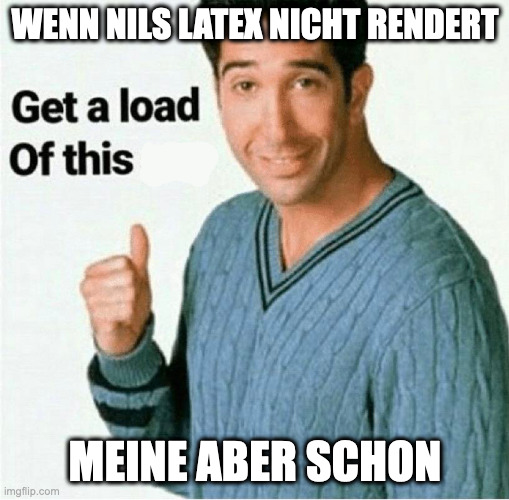 WENN NILS LATEX NICHT RENDERT
Get a load
Of this
MEINE ABER SCHON
imgflip.com